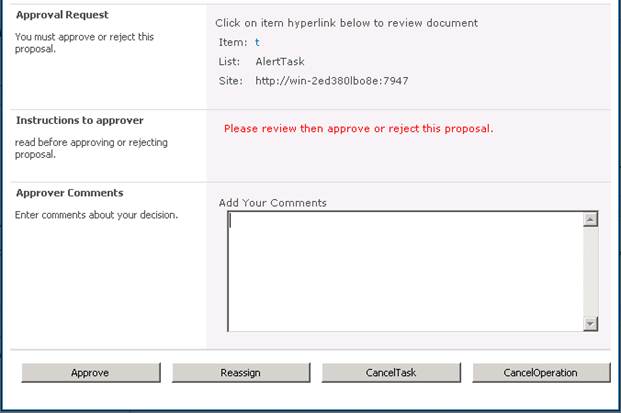 Approval Request
You must approve or reject this
proposal.
Click on item hyperlink below to review document
Item: t
List: AlertTask
Site: http://win-2ed380lbo8e:7947
Instructions to approver
read before approving or rejecting
proposal.
Please review then approve or reject this proposal.
Approver Comments
Enter comments about your decision.
Add Your Comments
Approve
Reassign
CancelTask
CancelOperation